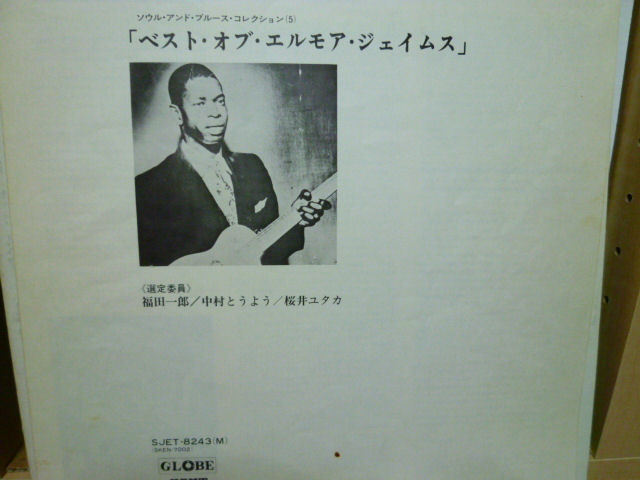 ソウル・アンド・ブルース・コレクション(5)
「ベスト・オブ・エルモア・ジェイムス」
〈選定委員〉
福田一郎／中村とうよう／桜井ユタカ
SJET-8243(M)
(SKEN-7002)
GLOBE